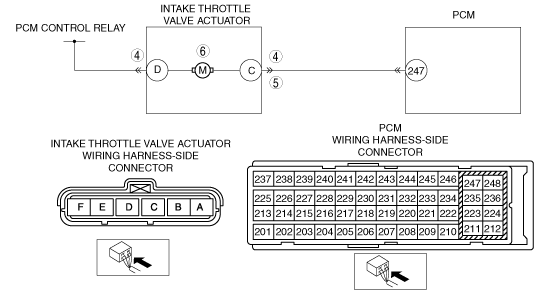 INTAKE THROTTLE
VALVE ACTUATOR
PCM
PCM CONTROL RELAY
4 D 6 M C 4 5 247
PCM
WIRING HARNESS-SIDE
CONNECTOR
INTAKE THROTTLE VALVE ACTUATOR
WIRING HARNESS-SIDE
CONNECTOR
F E D C B A
237 238 239 240 241 242 243 244 245 246 247 248
225 226 227 228 229 230 231 232 233 234 235 236
213 214 215 216 217 218 219 220 221 222 223 224
201 202 203 204 205 206 207 208 209 210 211 212